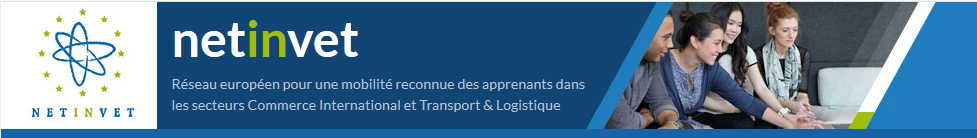 netinvet
Réseau européen pour une mobilité reconnue des apprenants dans
les secteurs Commerce International et Transport & Logistique
NETINVET